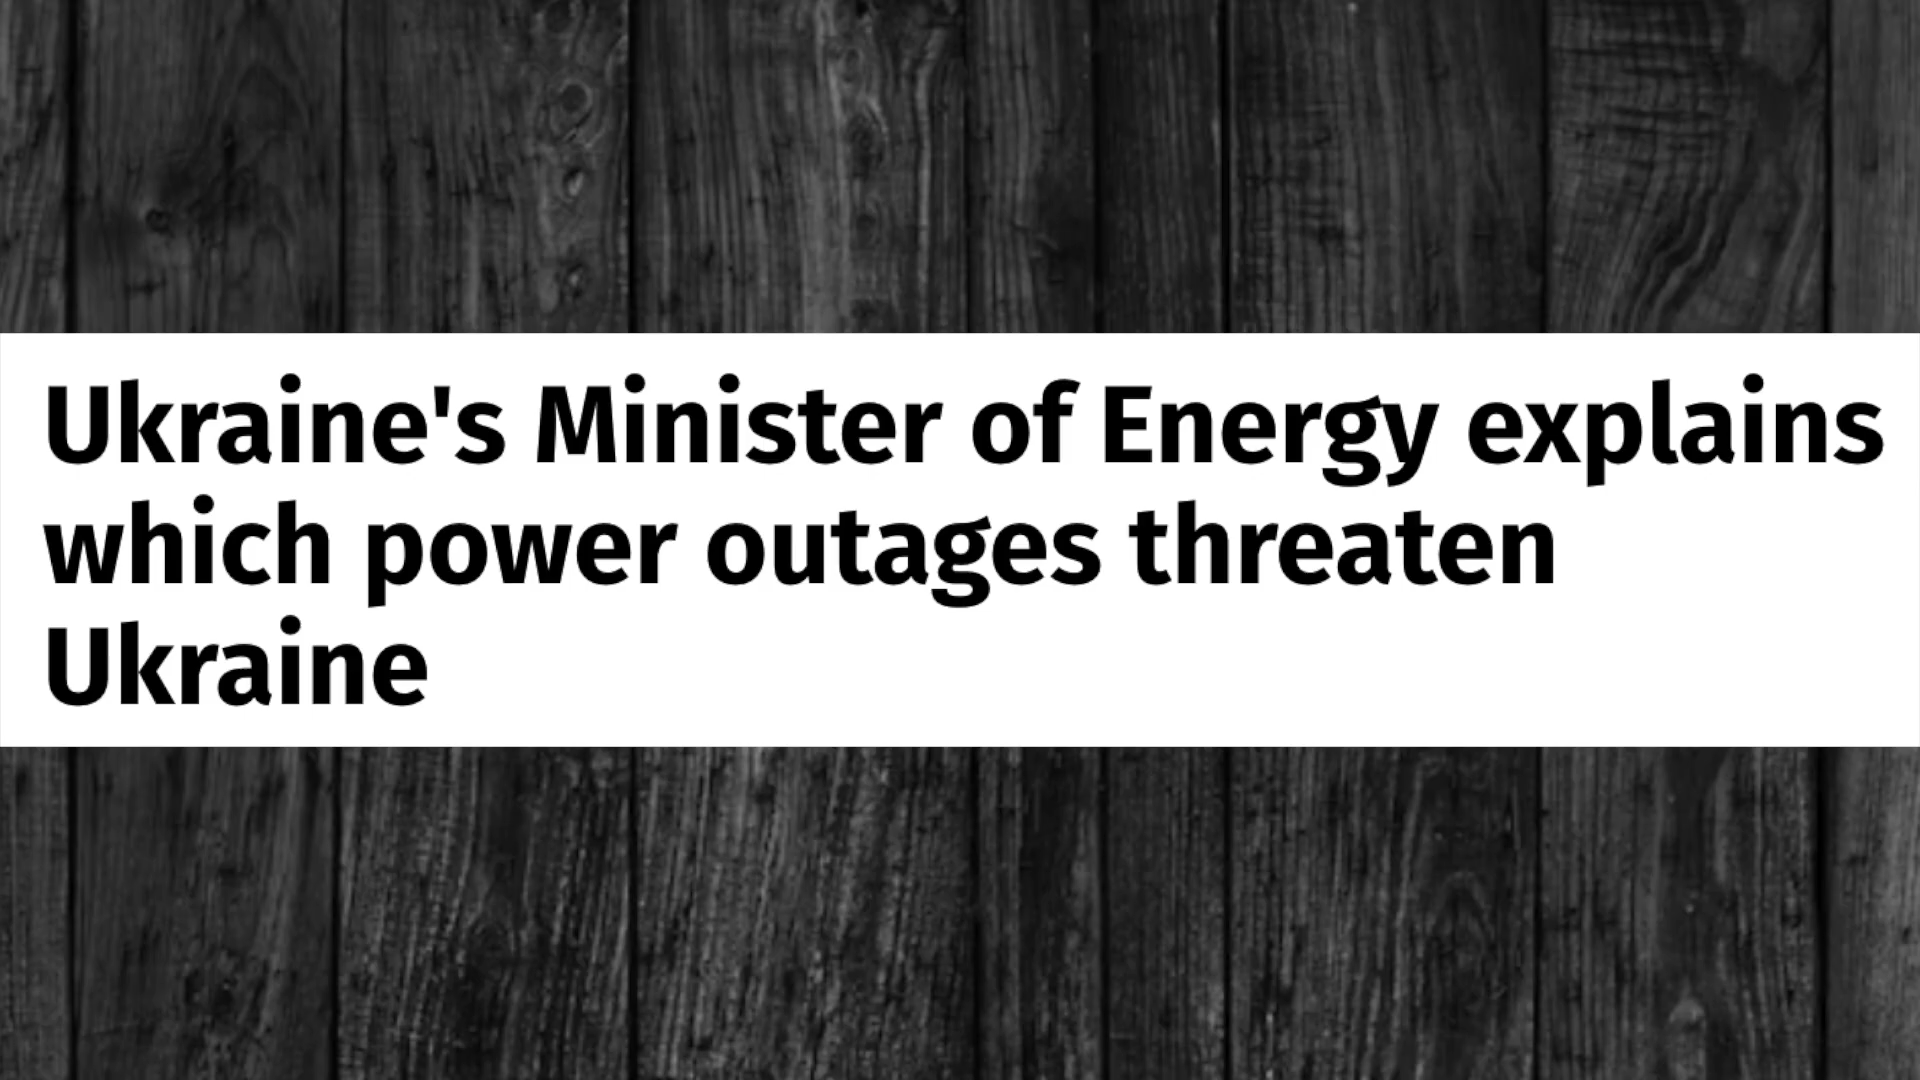 Ukraine's Minister of Energy explains
which power outages threaten
Ukraine